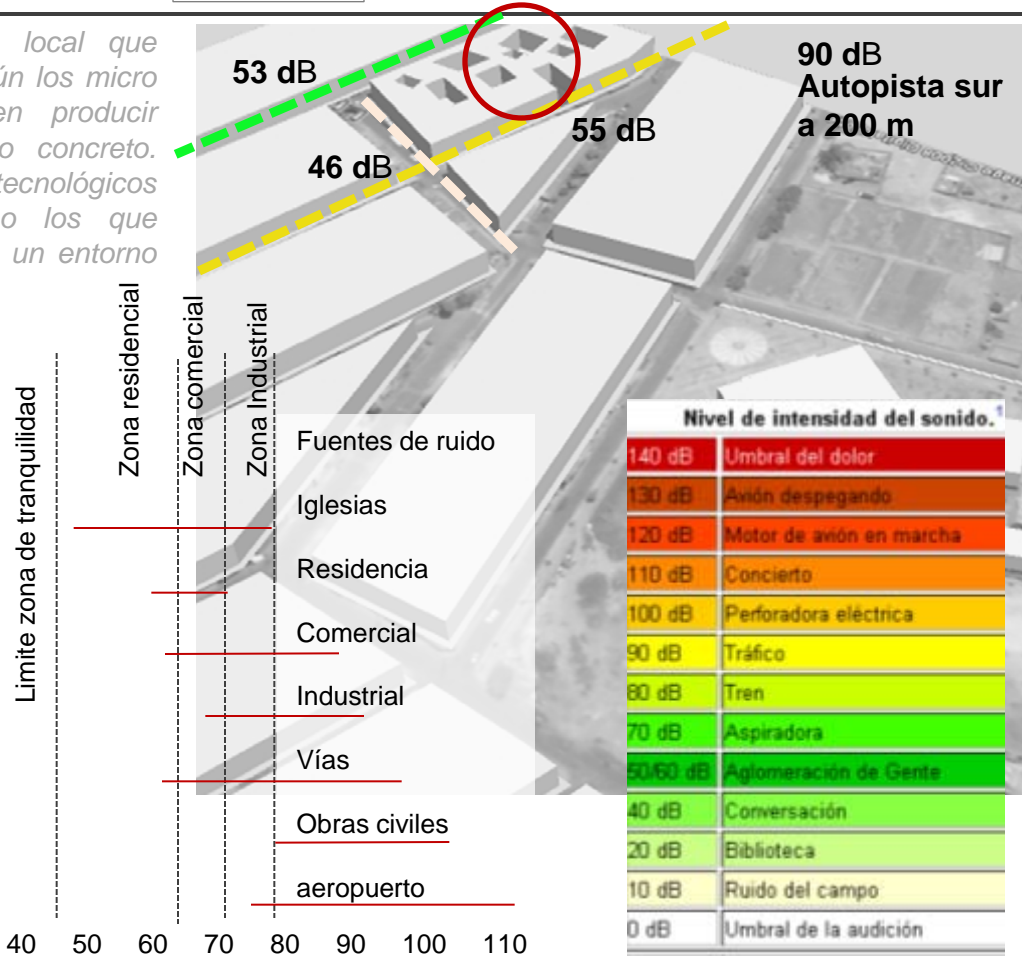 local que
ún los micro
en producir
o concreto.
tecnológicos
o los que
un entorno
53 dB
46 dB
55 dB
90 dB
Autopista sur
a 200 m
Limite zona de tranquilidad
Zona residencial
Zona comercial
Zona Industrial
Fuentes de ruido
Iglesias
Residencia
Comercial
Industrial
Vías
Obras civiles
aeropuerto
40 50 60 70 80 90 100 110
Nivel de intensidad del sonido.1
140 dB Umbral del dolor
130 dB Avión despegando
120 dB Motor de avión en marcha
110 dB Concierto
100 dB Perforadora eléctrica
90 dB Tráfico
80 dB Tren
70 dB Aspiradora
50/60 dB Aglomeración de Gente
40 dB Conversación
20 dB Biblioteca
10 dB Ruido del campo
0 dB Umbral de la audición